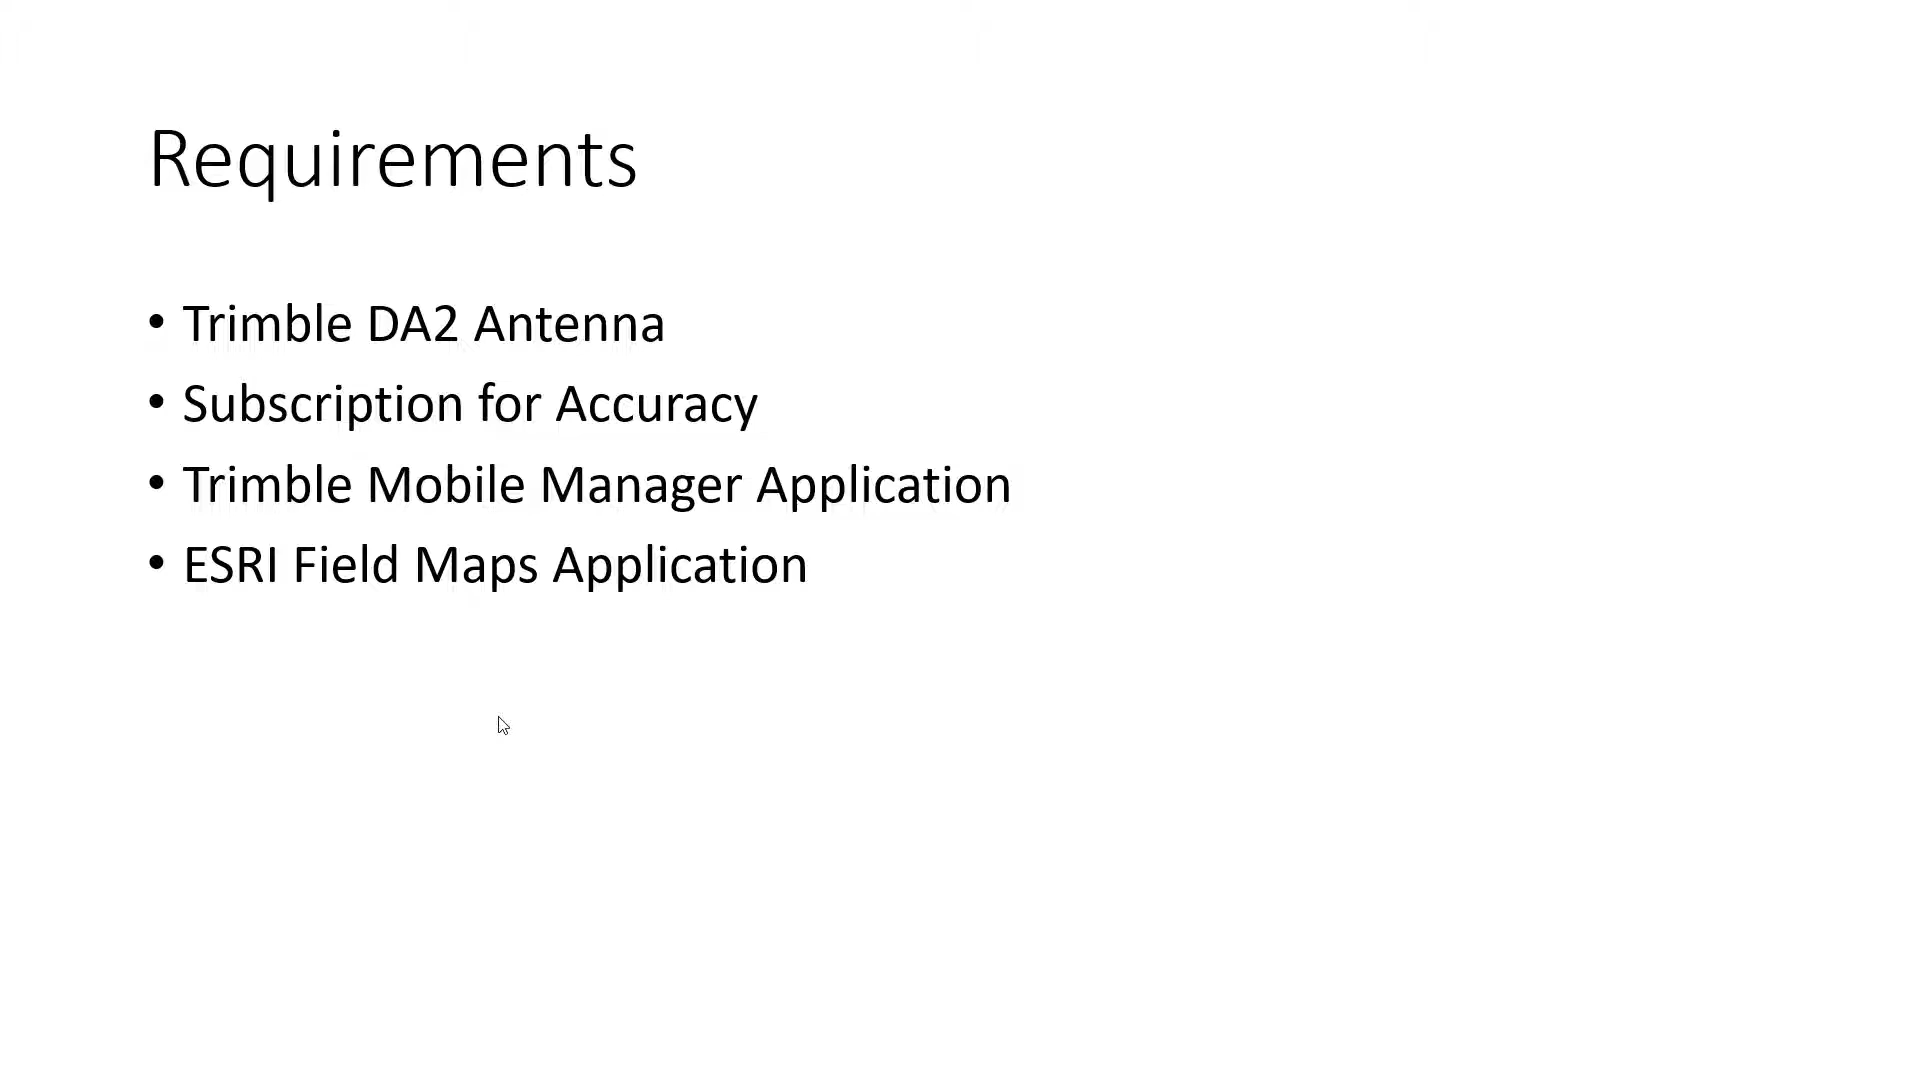 Requirements
• Trimble DA2 Antenna
• Subscription for Accuracy
• Trimble Mobile Manager Application
• ESRI Field Maps Application